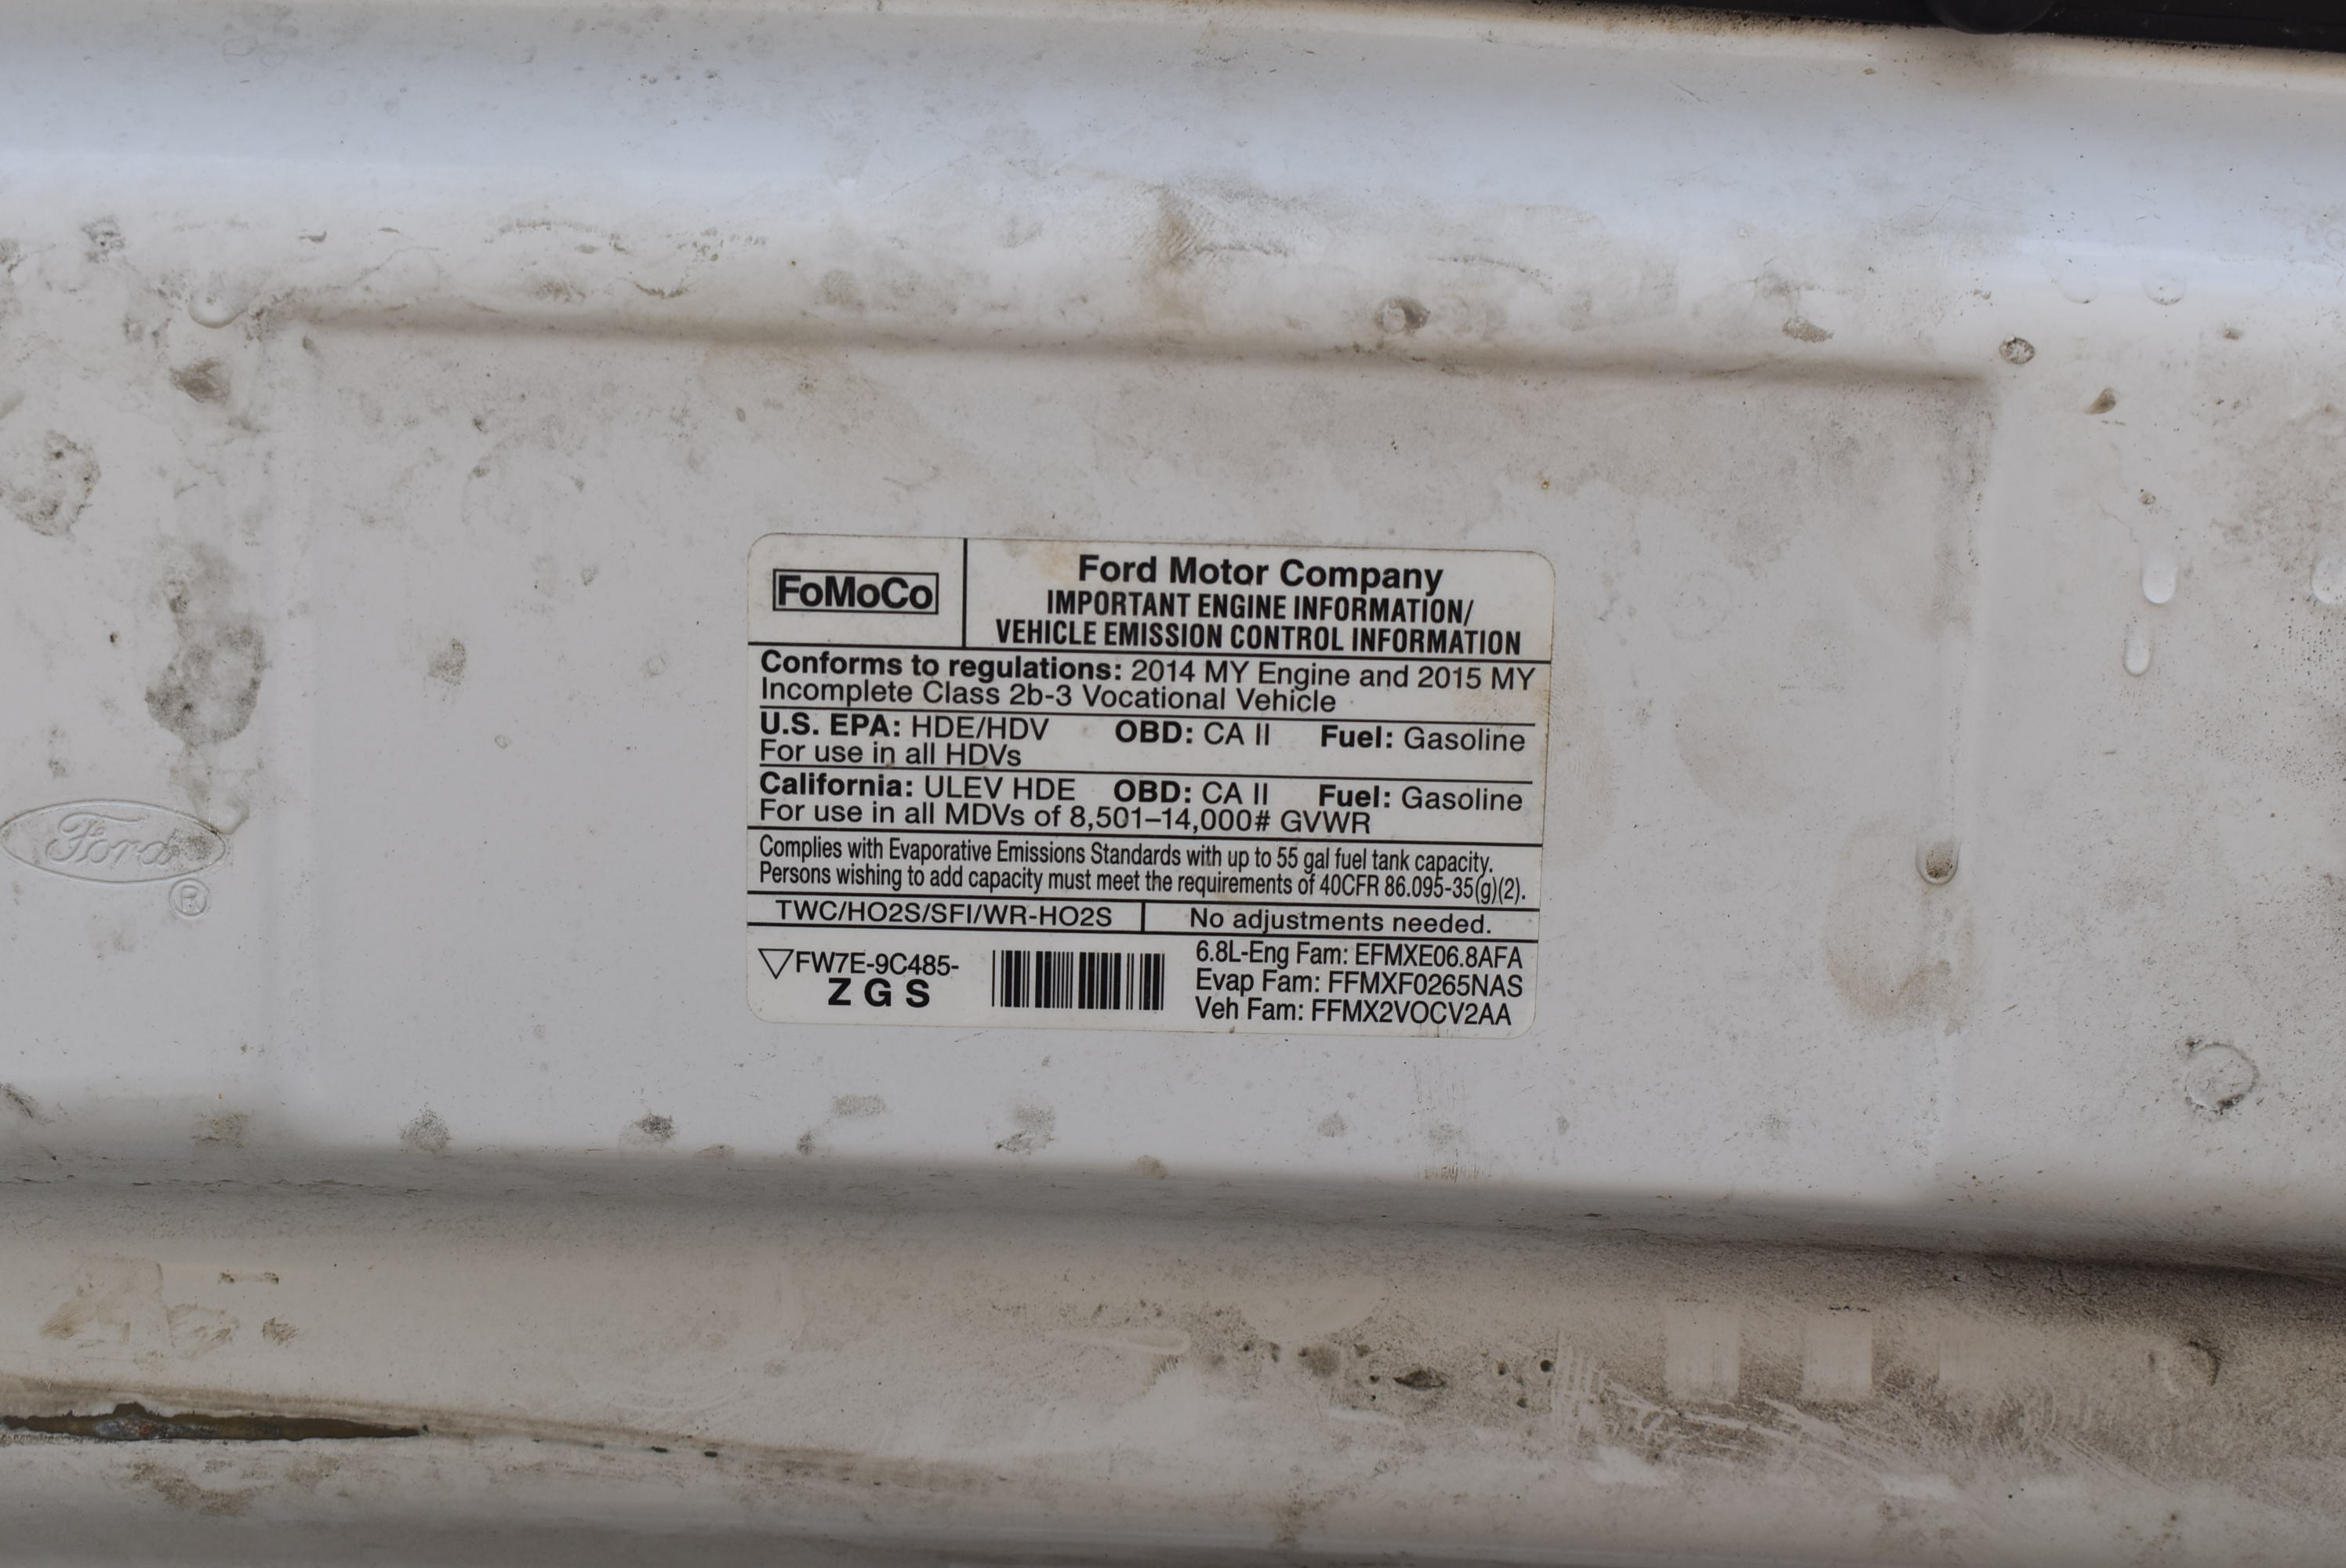 FoMoCo
Ford Motor Company
IMPORTANT ENGINE INFORMATION/
VEHICLE EMISSION CONTROL INFORMATION
Conforms to regulations: 2014 MY Engine and 2015 MY
Incomplete Class 2b-3 Vocational Vehicle
U.S. EPA: HDE/HDV OBD: CA II Fuel: Gasoline
For use in all HDVs
California: ULEV HDE OBD: CA II Fuel: Gasoline
For use in all MDVs of 8,501–14,000# GVWR
Complies with Evaporative Emissions Standards with up to 55 gal fuel tank capacity.
Persons wishing to add capacity must meet the requirements of 40CFR 86.095-35(g)(2).
TWC/HO2S/SFI/WR-HO2S No adjustments needed.
FW7E-9C485-
Z G S
6.8L-Eng Fam: EFMXE06.8AFA
Evap Fam: FFMXF0265NAS
Veh Fam: FFMX2VOCV2AA
Ford
®